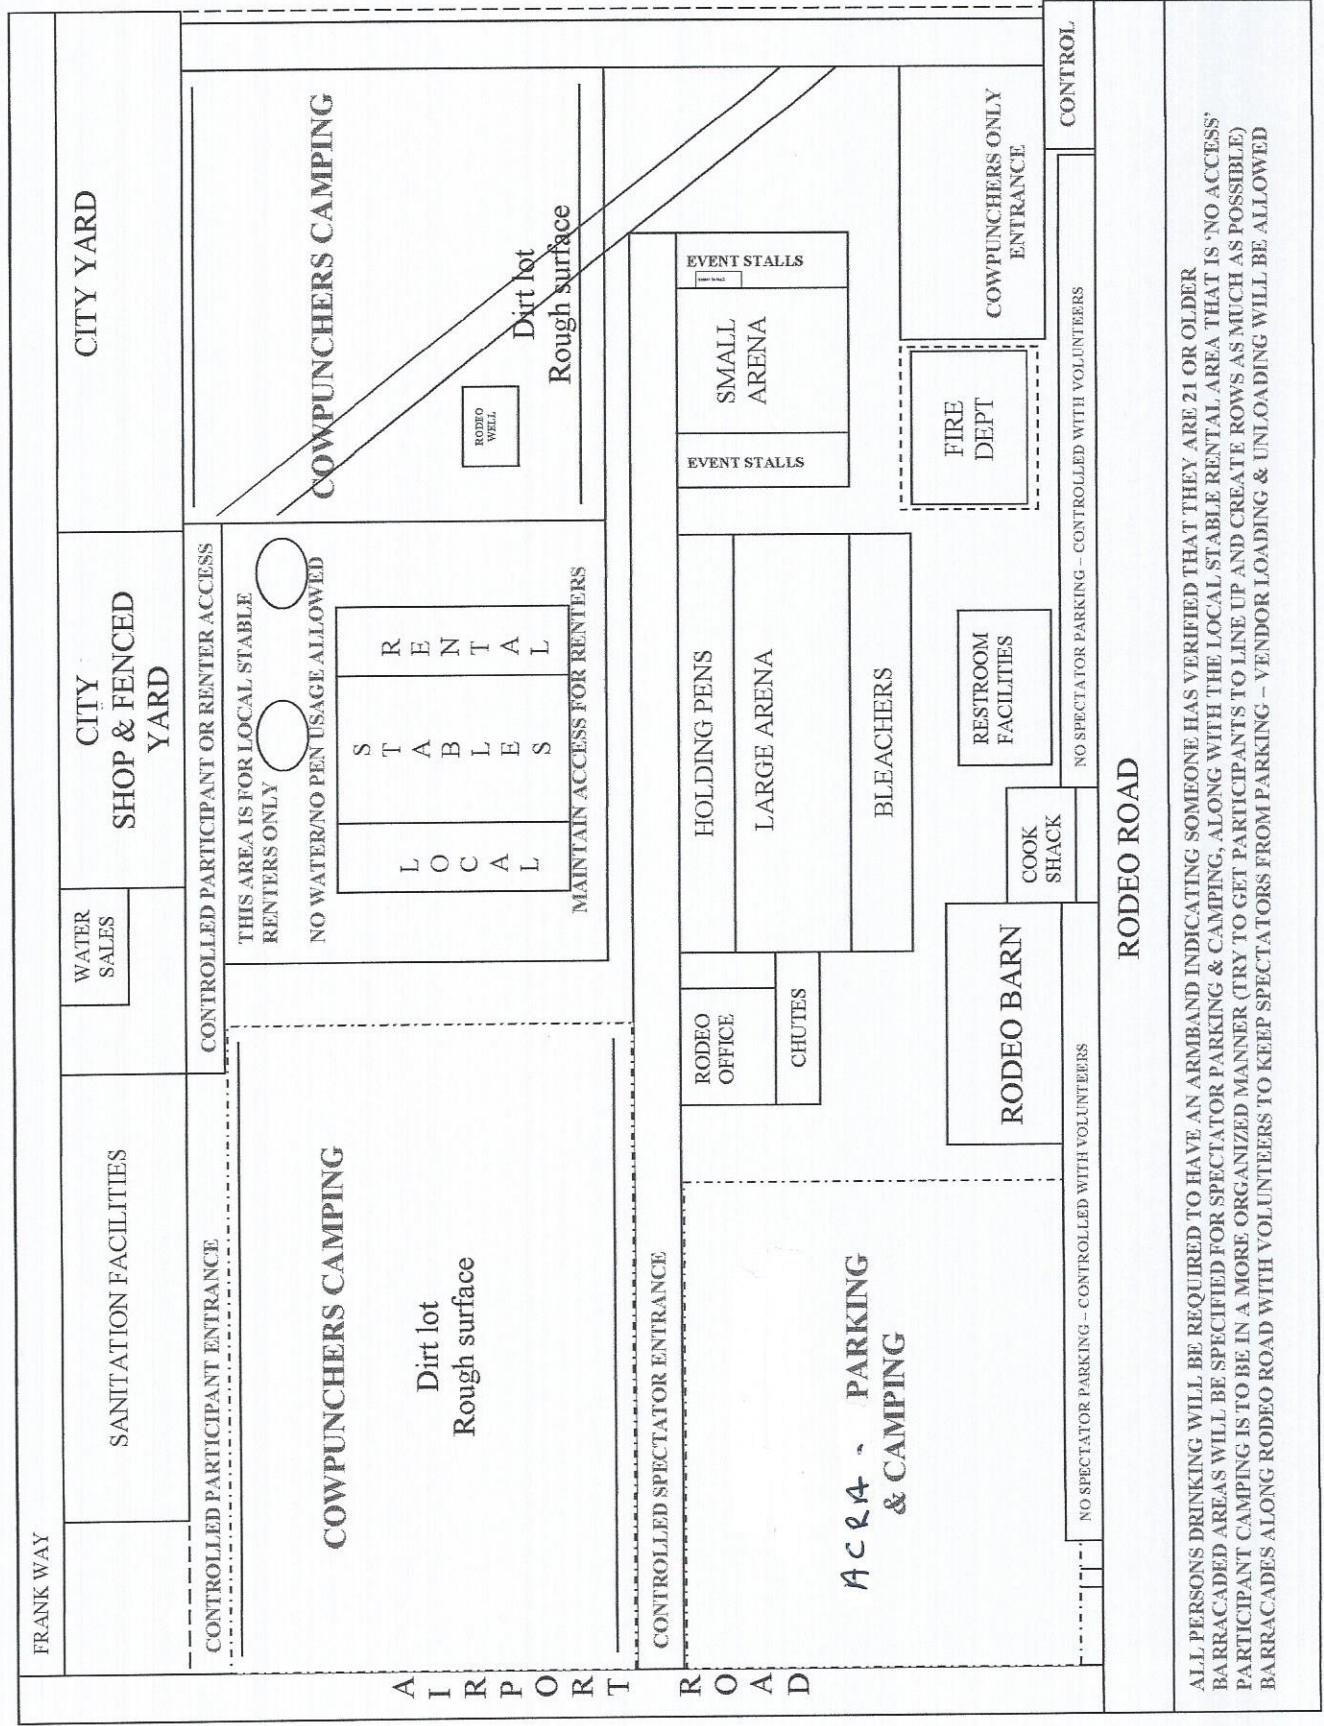 FRANK WAY
CITY YARD
CITY
SHOP & FENCED
YARD
WATER
SALES
SANITATION FACILITIES
CONTROLLED PARTICIPANT ENTRANCE
CONTROLLED PARTICIPANT OR RENTER ACCESS
COWPUNCHERS CAMPING
Dirt lot
Rough surface
THIS AREA IS FOR LOCAL STABLE
RENTERS ONLY
NO WATER/NO PEN USAGE ALLOWED
LOCAL
STABLES
RENTAL
MAINTAIN ACCESS FOR RENTERS
COWPUNCHERS CAMPING
RODEO
WELL
Dirt lot
Rough surface
AIRPORT ROAD
CONTROLLED SPECTATOR ENTRANCE
ACRA - PARKING
& CAMPING
RODEO
OFFICE
CHUTES
HOLDING PENS
LARGE ARENA
BLEACHERS
EVENT STALLS
SMALL
ARENA
EVENT STALLS
RODEO BARN
COOK
SHACK
RESTROOM
FACILITIES
FIRE
DEPT
COWPUNCHERS ONLY
ENTRANCE
CONTROL
NO SPECTATOR PARKING – CONTROLLED WITH VOLUNTEERS
NO SPECTATOR PARKING – CONTROLLED WITH VOLUNTEERS
RODEO ROAD
ALL PERSONS DRINKING WILL BE REQUIRED TO HAVE AN ARMBAND INDICATING SOMEONE HAS VERIFIED THAT THEY ARE 21 OR OLDER
BARRACADED AREAS WILL BE SPECIFIED FOR SPECTATOR PARKING & CAMPING, ALONG WITH THE LOCAL STABLE RENTAL AREA THAT IS 'NO ACCESS'
PARTICIPANT CAMPING IS TO BE IN A MORE ORGANIZED MANNER (TRY TO GET PARTICIPANTS TO LINE UP AND CREATE ROWS AS MUCH AS POSSIBLE)
BARRACADES ALONG RODEO ROAD WITH VOLUNTEERS TO KEEP SPECTATORS FROM PARKING – VENDOR LOADING & UNLOADING WILL BE ALLOWED